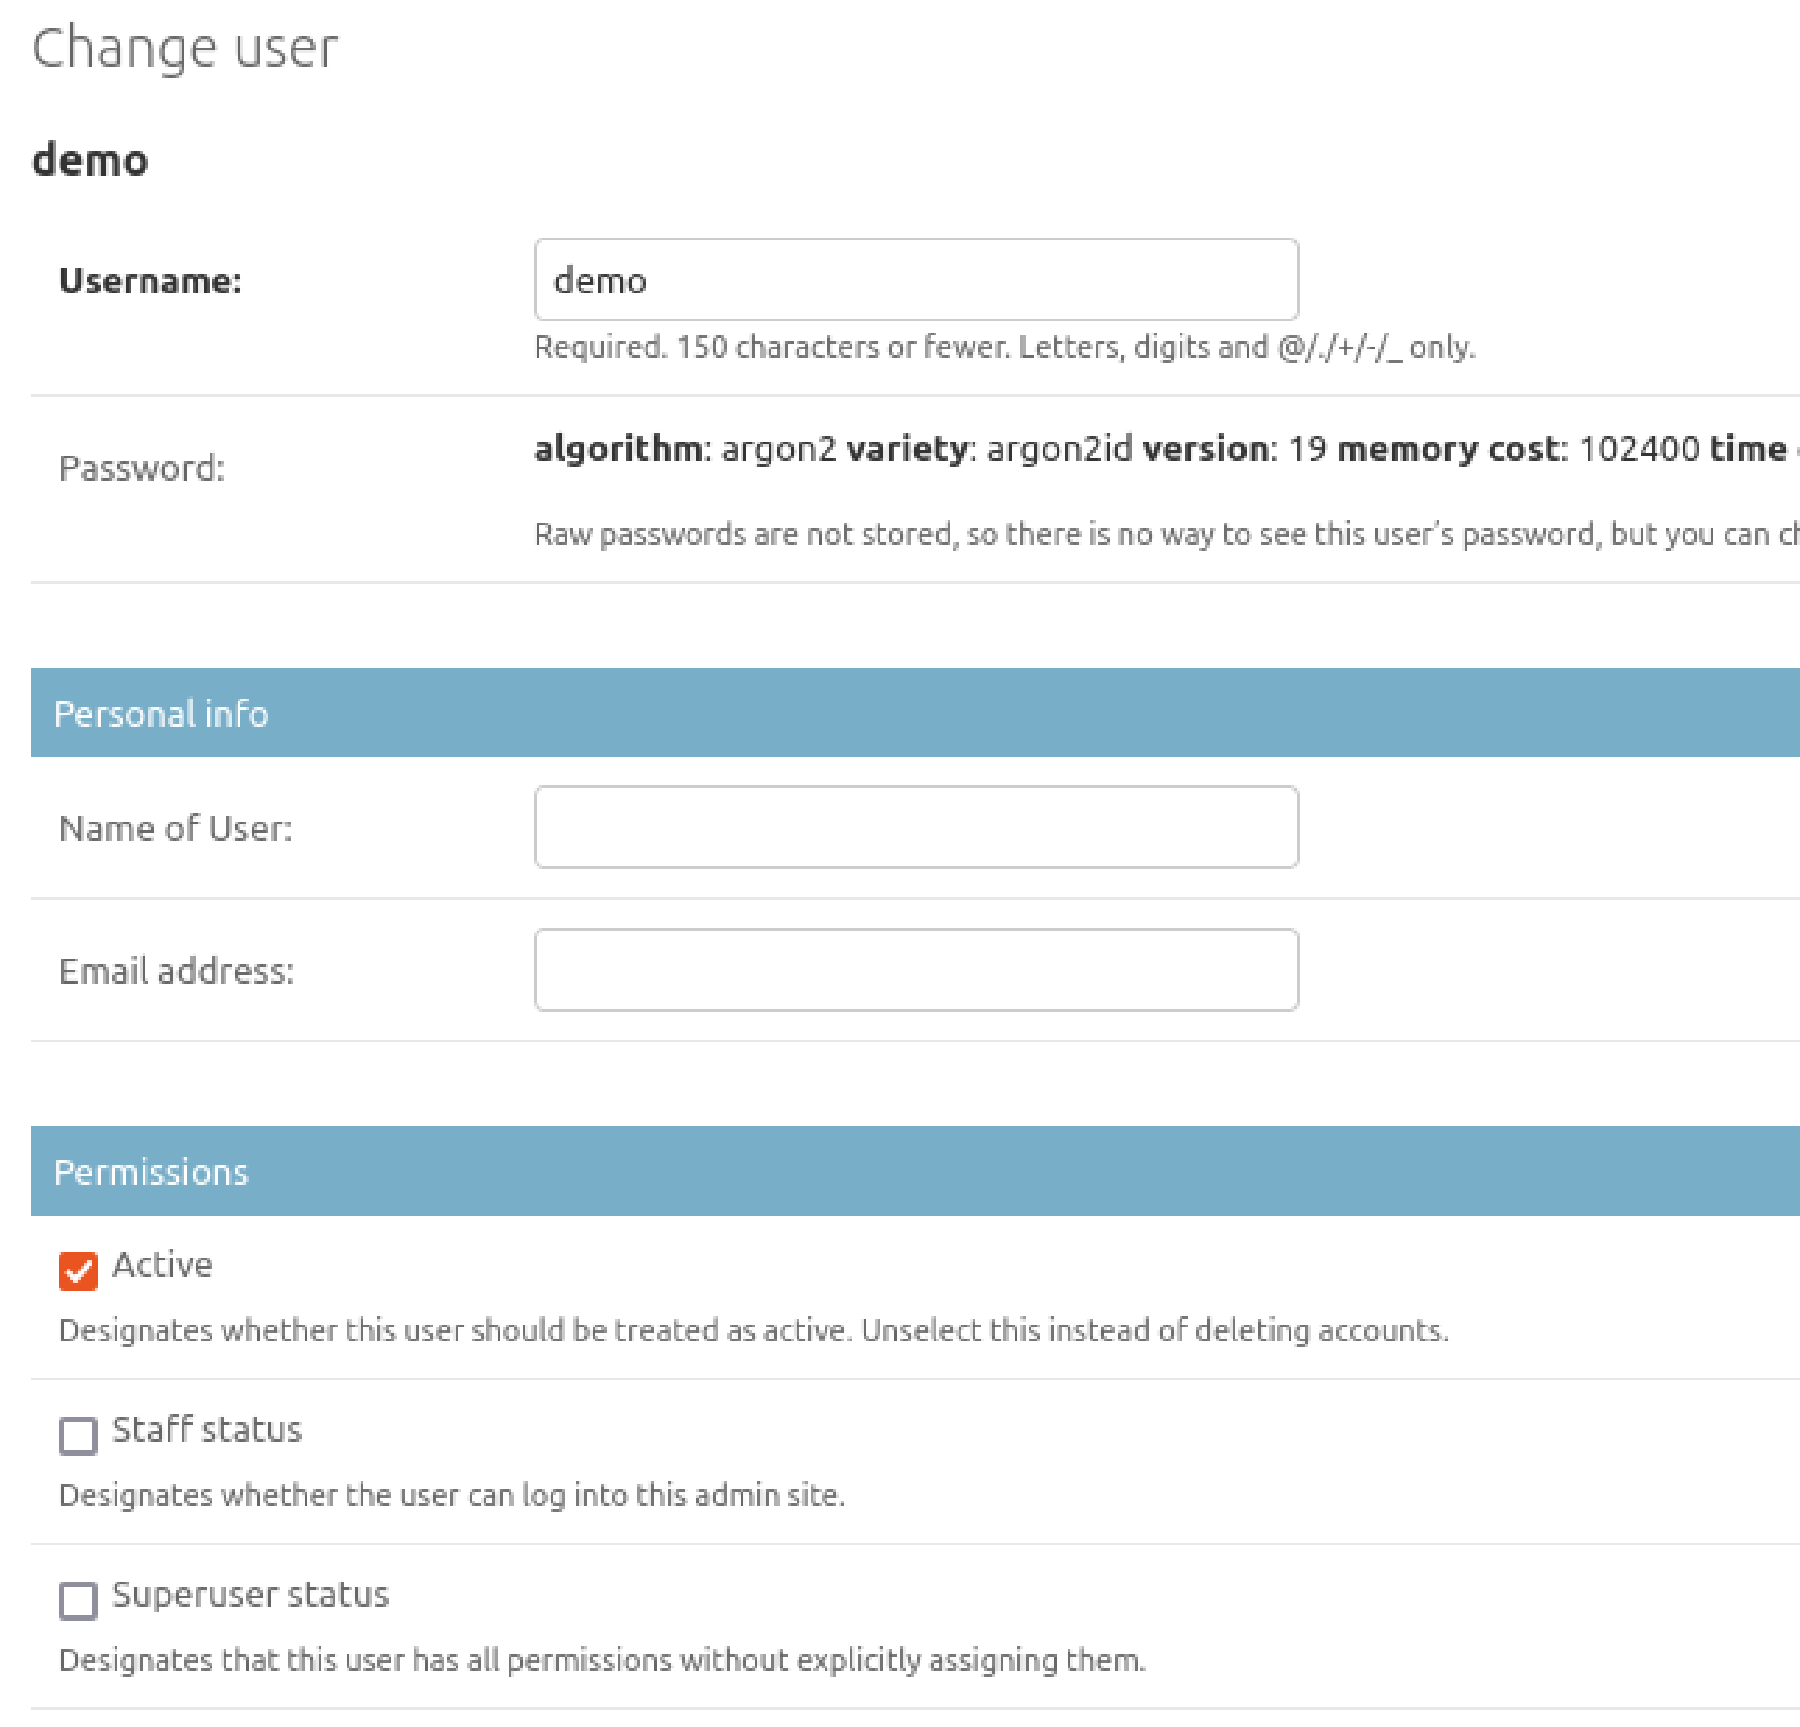 Change user
demo
Username: demo
Required. 150 characters or fewer. Letters, digits and @/./+/-/_ only.
Password: algorithm: argon2 variety: argon2id version: 19 memory cost: 102400 time
Raw passwords are not stored, so there is no way to see this user’s password, but you can
Personal info
Name of User:
Email address:
Permissions
Active
Designates whether this user should be treated as active. Unselect this instead of deleting accounts.
Staff status
Designates whether the user can log into this admin site.
Superuser status
Designates that this user has all permissions without explicitly assigning them.